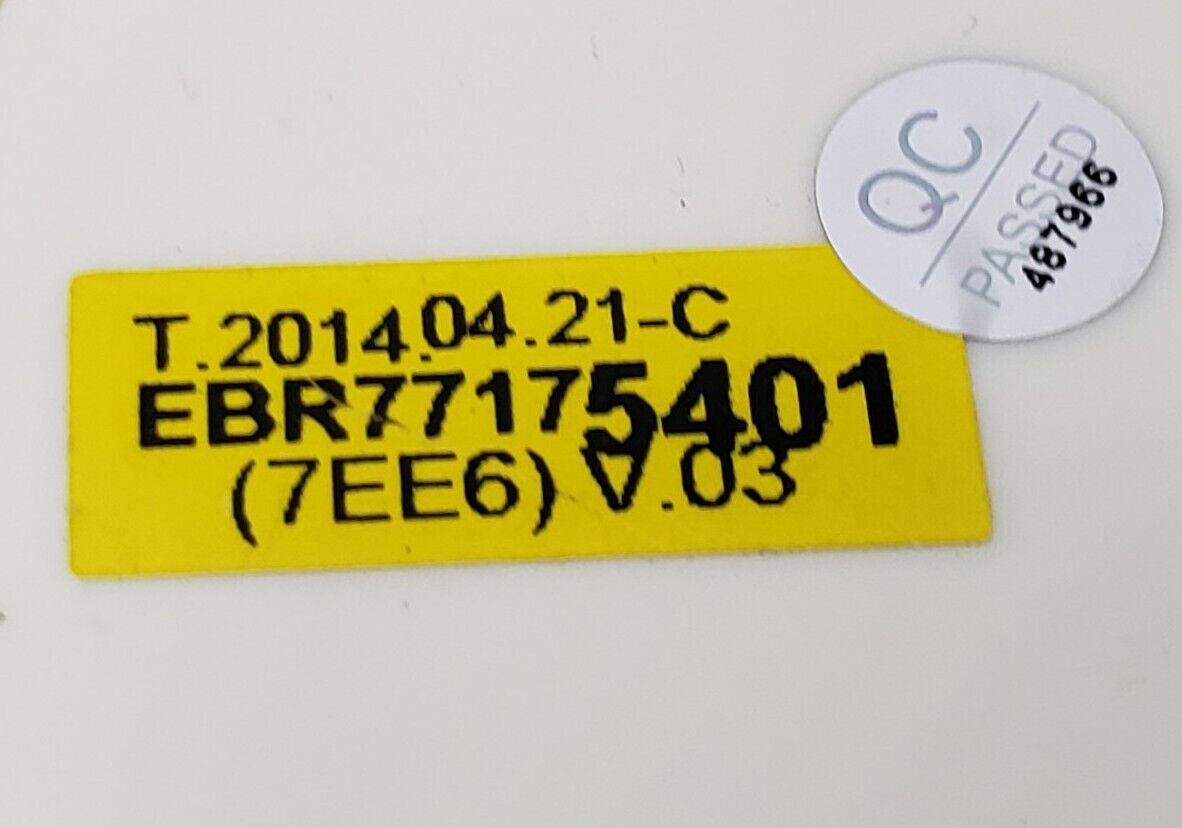 QC
PASSED
487966
T.2014.04.21-C
EBR77175401
(7EE6) V.03